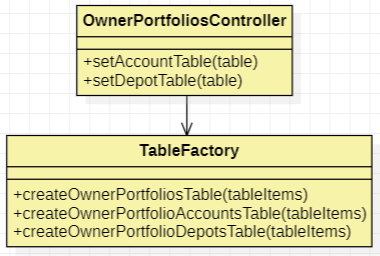 OwnerPortfoliosController
+setAccountTable(table)
+setDepotTable(table)
TableFactory
+createOwnerPortfoliosTable(tableItems)
+createOwnerPortfolioAccountsTable(tableItems)
+createOwnerPortfolioDepotsTable(tableItems)